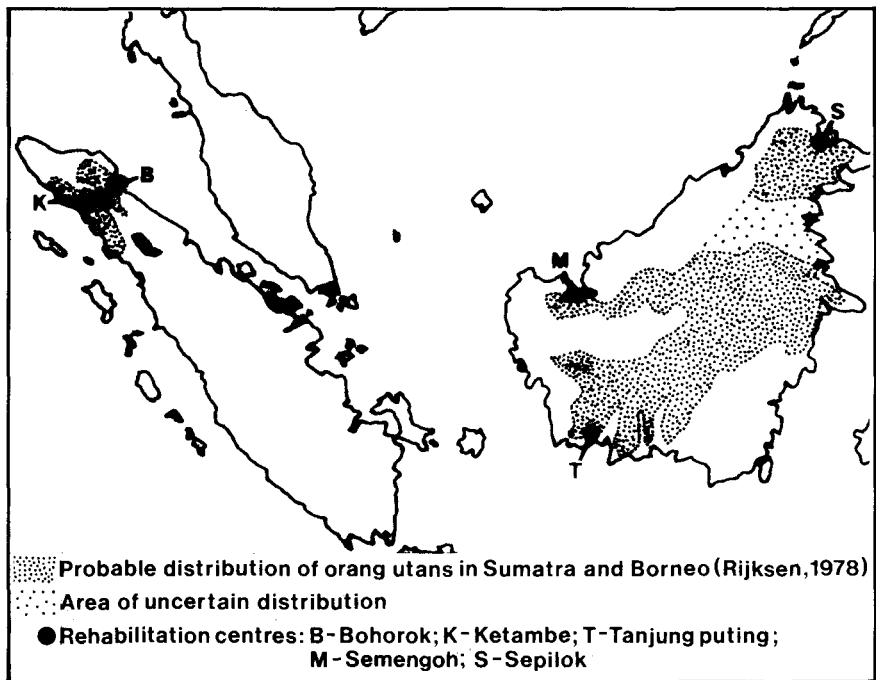 S
B
K
M
T
Probable distribution of orang utans in Sumatra and Borneo (Rijksen, 1978)
Area of uncertain distribution
Rehabilitation centres: B-Bohorok; K-Ketambe; T-Tanjung puting;
M-Semengoh; S-Sepilok